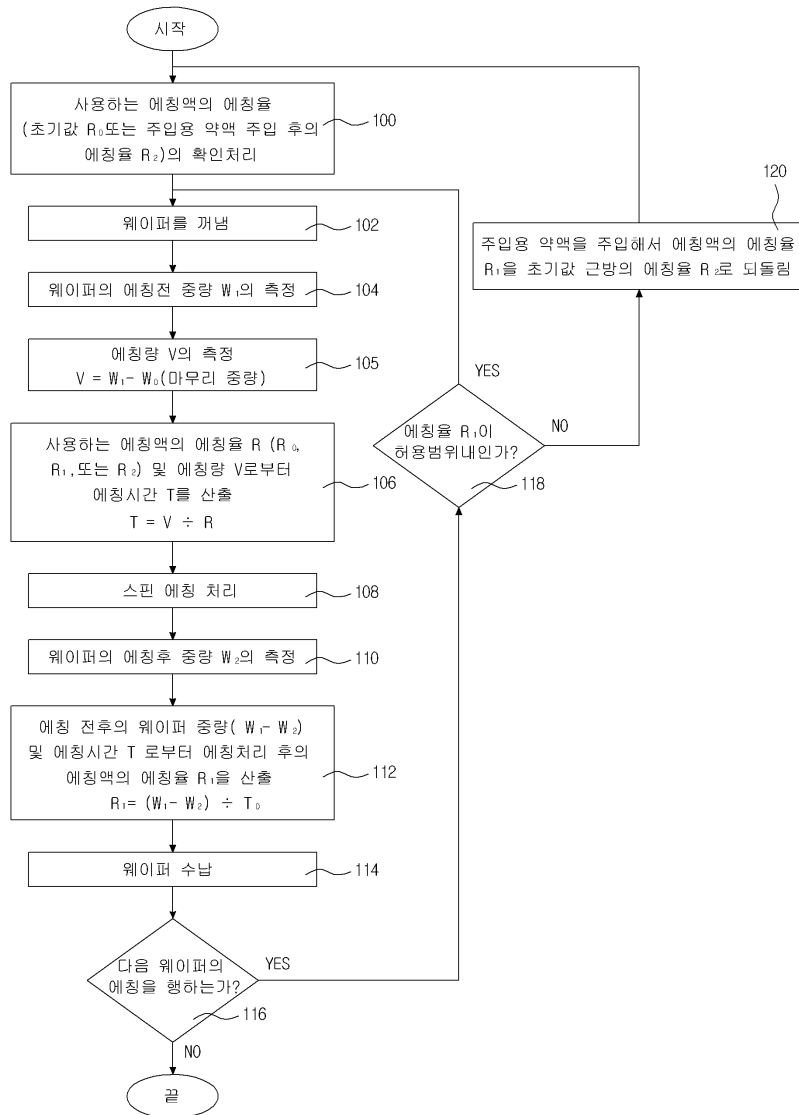 시작
사용하는 에칭액의 에칭율
(초기값 R₀또는 주입용 약액 주입 후의
에칭율 R₂)의 확인처리
100
웨이퍼를 꺼냄
102
웨이퍼의 에칭전 중량 W₁의 측정
104
에칭량 V의 측정
V = W₁- W₀(마무리 중량)
105
사용하는 에칭액의 에칭율 R (R₀,
R₁,또는 R₂) 및 에칭량 V로부터
에칭시간 T를 산출
T = V ÷ R
106
스핀 에칭 처리
108
웨이퍼의 에칭후 중량 W₂의 측정
110
에칭 전후의 웨이퍼 중량( W₁- W₂)
및 에칭시간 T 로부터 에칭처리 후의
에칭액의 에칭율 R₁을 산출
R₁= (W₁- W₂) ÷ T₀
112
웨이퍼 수납
114
다음 웨이퍼의
에칭을 행하는가?
116
YES
NO
끝
에칭율 R₁이
허용범위내인가?
118
YES
NO
120
주입용 약액을 주입해서 에칭액의 에칭율
R₁을 초기값 근방의 에칭율 R₂로 되돌림